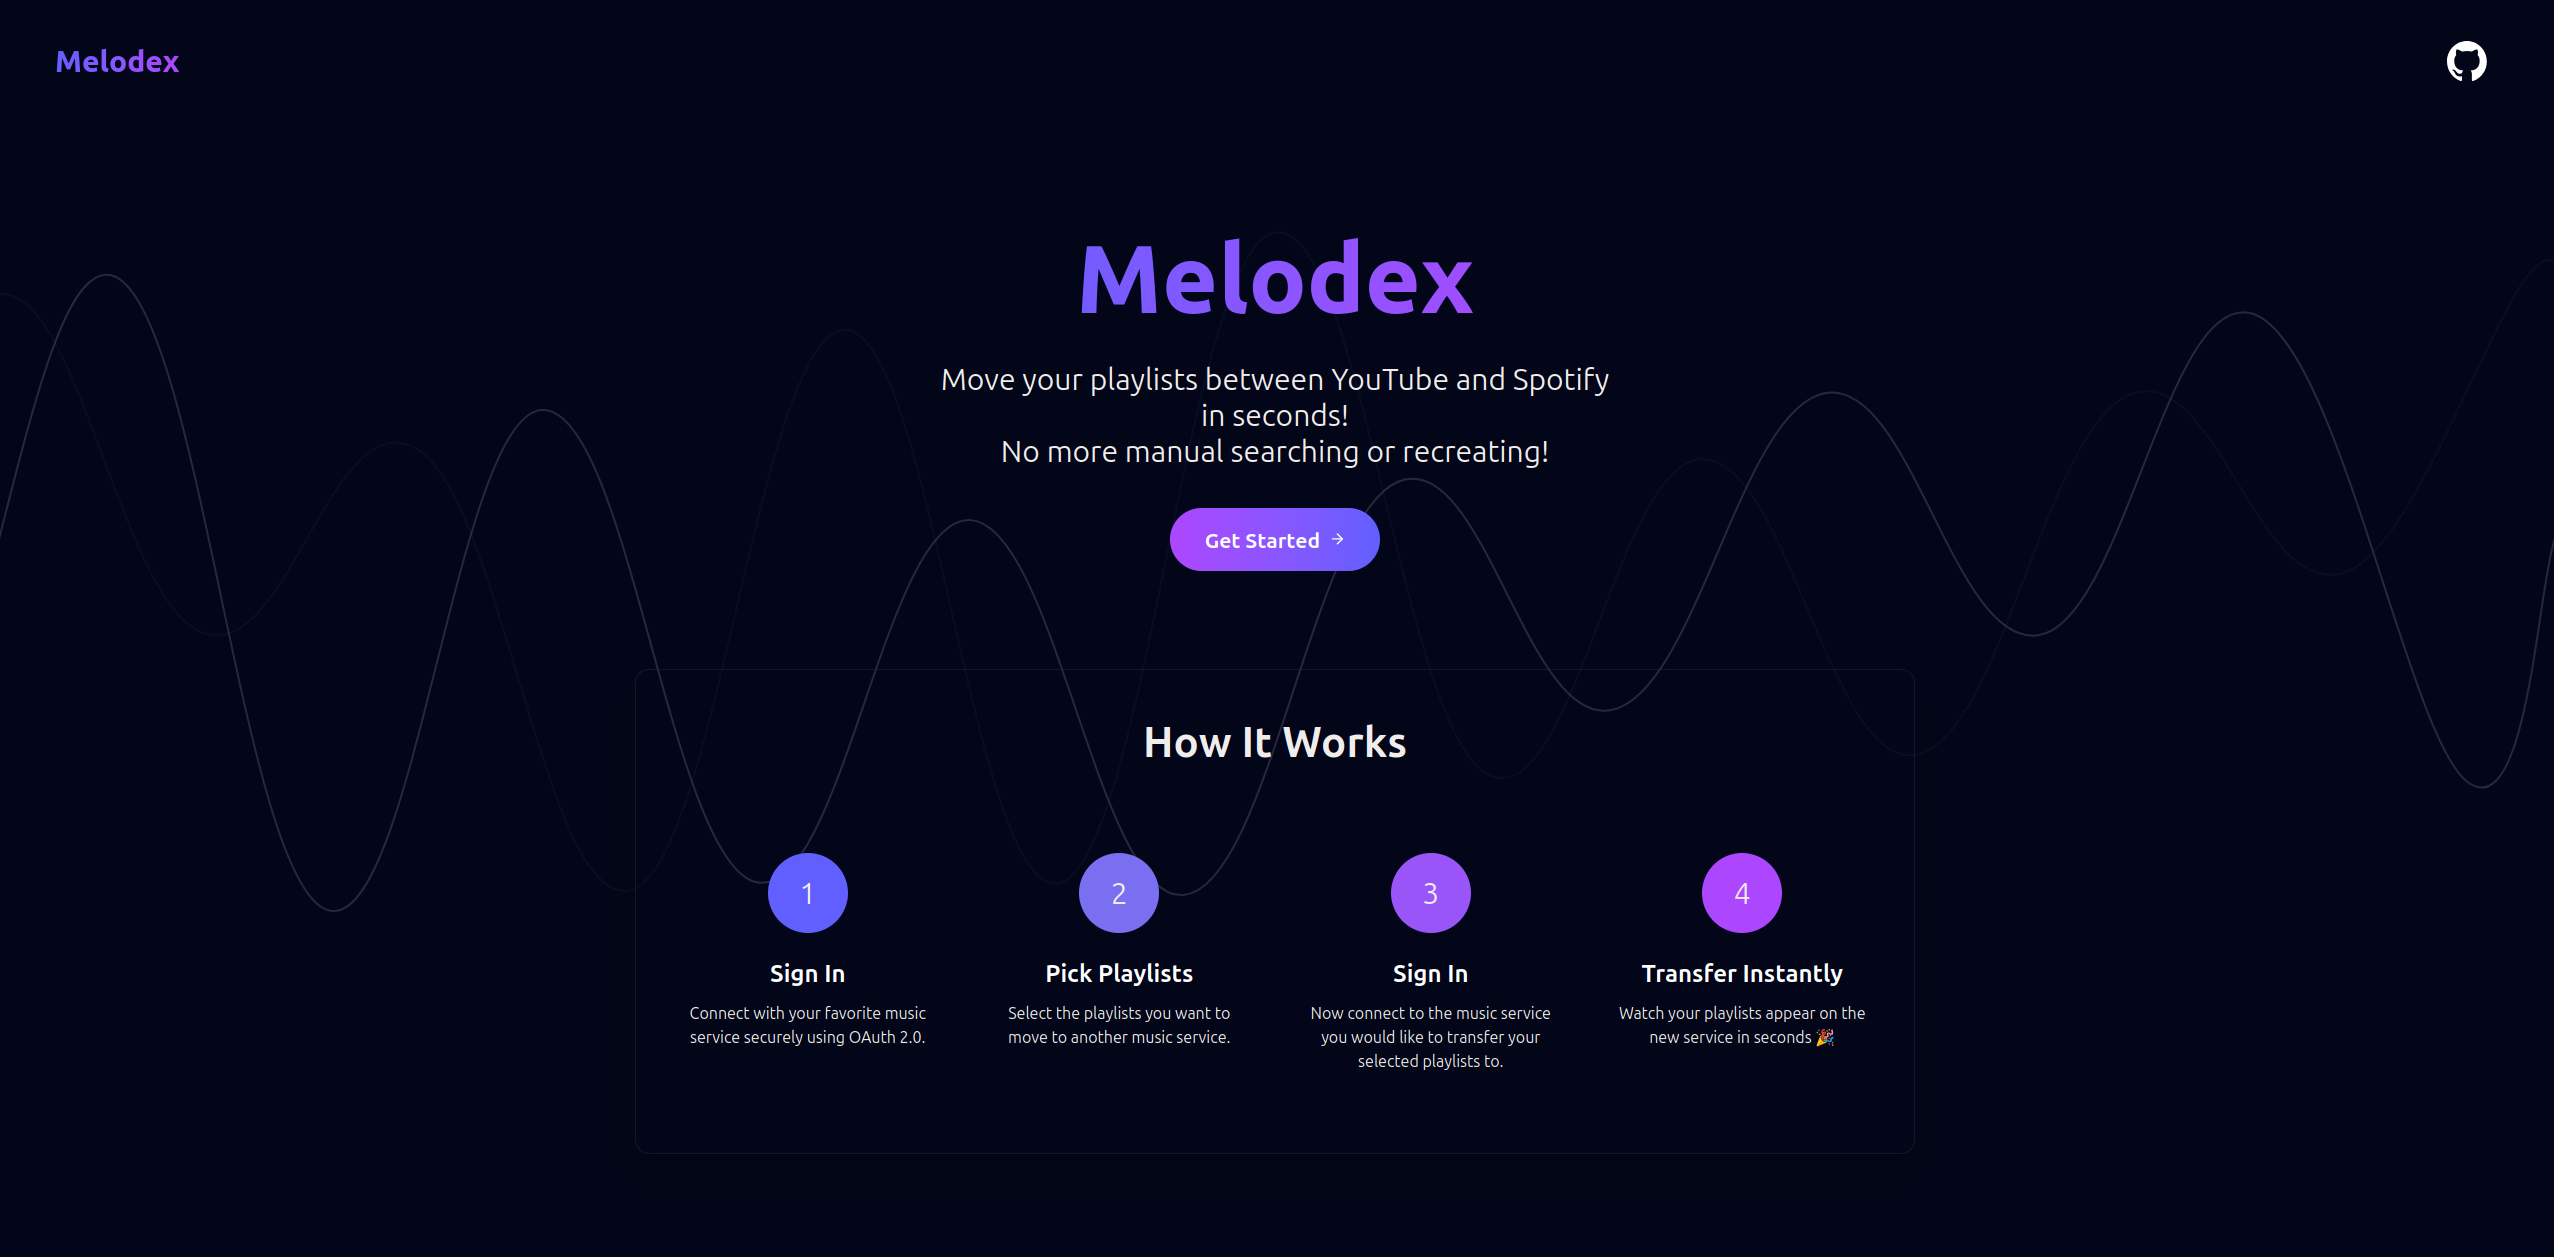 Melodex
Melodex
Move your playlists between YouTube and Spotify
in seconds!
No more manual searching or recreating!
Get Started →
How It Works
1
2
3
4
Sign In
Pick Playlists
Sign In
Transfer Instantly
Connect with your favorite music
service securely using OAuth 2.0.
Select the playlists you want to
move to another music service.
Now connect to the music service
you would like to transfer your
selected playlists to.
Watch your playlists appear on the
new service in seconds 🎉